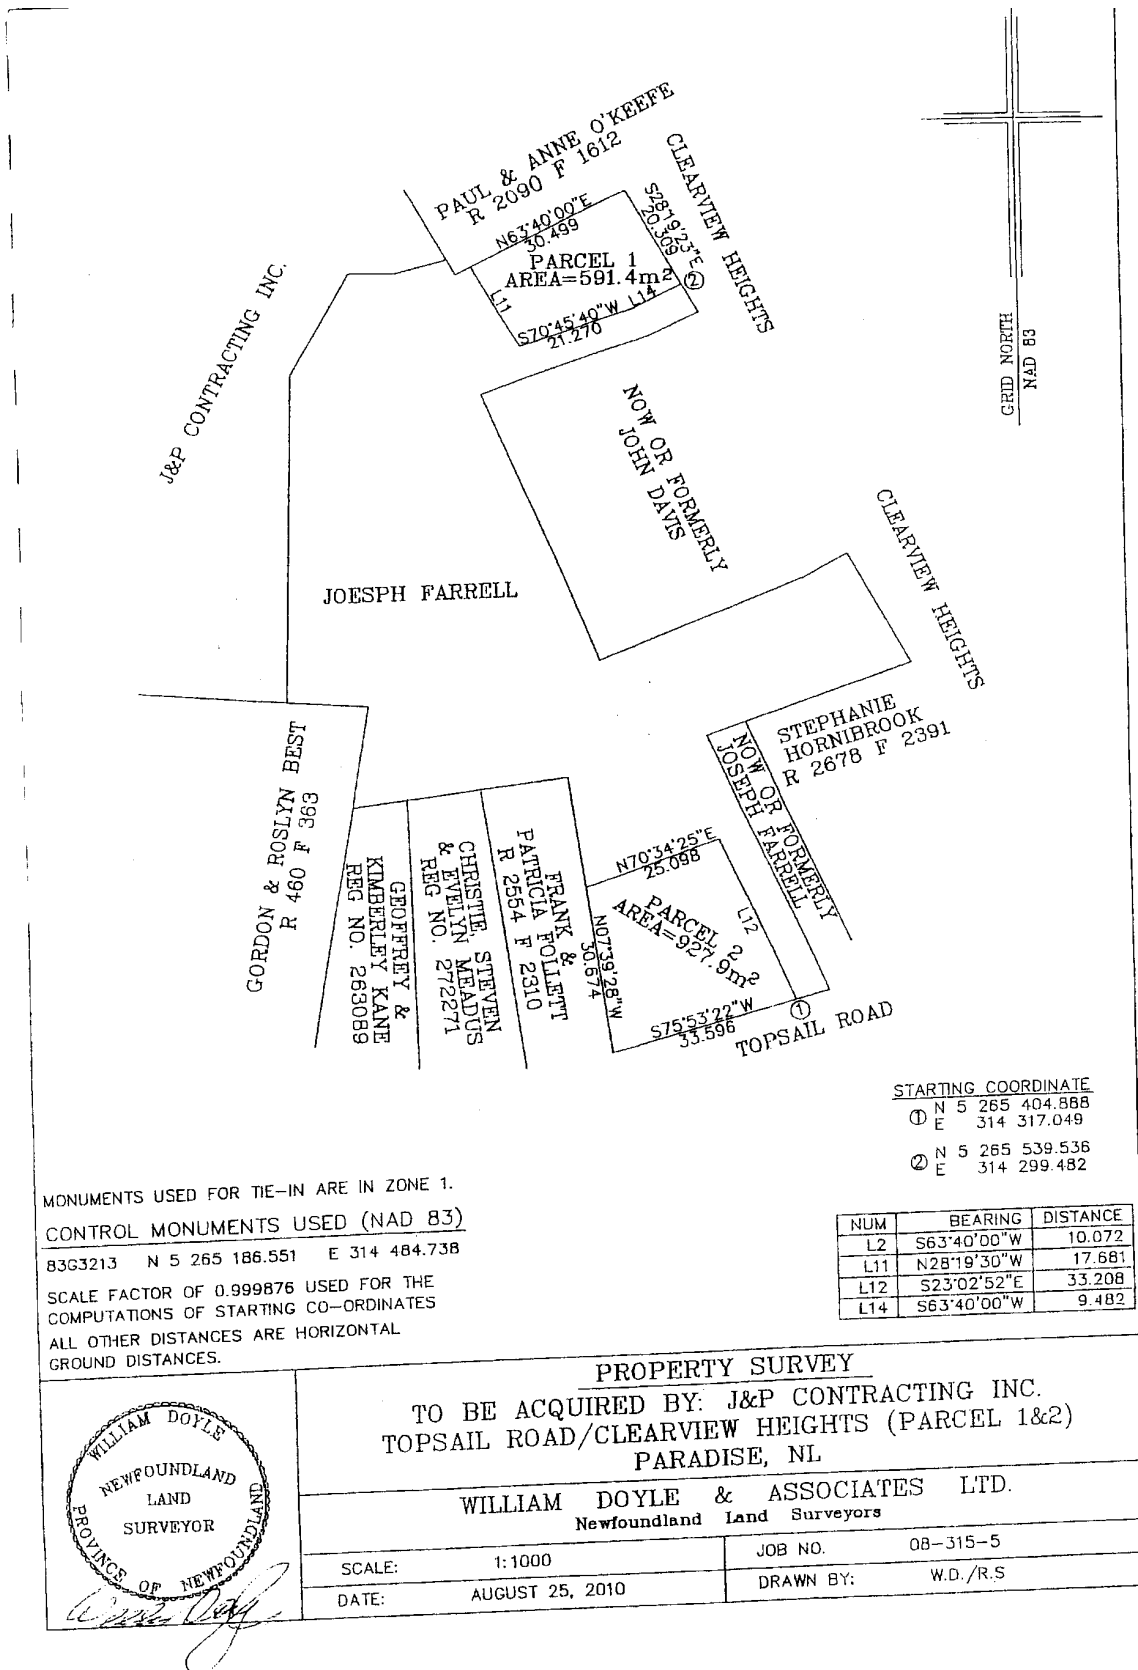 PAUL & ANNE O'KEEFE
R 2090 F 1612
CLEARVIEW HEIGHTS
N63°40'00"E
30.499
S28°19'23"E
20.309
PARCEL 1
AREA=591.4m²
②
L11
S70°45'40"W L14
21.270
J&P CONTRACTING INC.
GRID NORTH
NAD 83
NOW OR FORMERLY
JOHN DAVIS
CLEARVIEW HEIGHTS
JOESPH FARRELL
STEPHANIE
HORNIBROOK
R 2678 F 2391
NOW OR FORMERLY
JOSEPH FARRELL
GORDON & ROSLYN BEST
R 460 F 363
GEOFFREY &
KIMBERLEY KANE
REG NO. 263089
CHRISTIE, STEVEN
& EVELYN MEADUS
REG NO. 272271
FRANK &
PATRICIA FOLLETT
R 2554 F 2310
N70°34'25"E
25.098
PARCEL 2
AREA=927.9m²
L12
N07°39'28"W
30.674
S75°53'22"W
33.596
①
TOPSAIL ROAD
STARTING COORDINATE
① N 5 265 404.888
E 314 317.049
② N 5 265 539.536
E 314 299.482
MONUMENTS USED FOR TIE-IN ARE IN ZONE 1.
CONTROL MONUMENTS USED (NAD 83)
83G3213 N 5 265 186.551 E 314 484.738
SCALE FACTOR OF 0.999876 USED FOR THE
COMPUTATIONS OF STARTING CO-ORDINATES
ALL OTHER DISTANCES ARE HORIZONTAL
GROUND DISTANCES.
NUM BEARING DISTANCE
L2 S63°40'00"W 10.072
L11 N28°19'30"W 17.681
L12 S23°02'52"E 33.208
L14 S63°40'00"W 9.482
WILLIAM DOYLE
NEWFOUNDLAND
LAND
SURVEYOR
PROVINCE OF NEWFOUNDLAND
PROPERTY SURVEY
TO BE ACQUIRED BY: J&P CONTRACTING INC.
TOPSAIL ROAD/CLEARVIEW HEIGHTS (PARCEL 1&2)
PARADISE, NL
WILLIAM DOYLE & ASSOCIATES LTD.
Newfoundland Land Surveyors
SCALE: 1:1000
JOB NO. 08-315-5
DATE: AUGUST 25, 2010
DRAWN BY: W.D./R.S